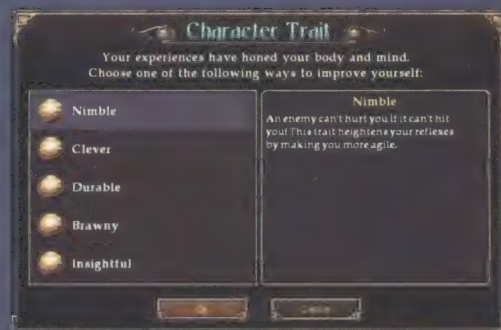 Character Trait
Your experiences have honed your body and mind.
Choose one of the following ways to improve yourself:
Nimble
Clever
Durable
Brawny
Insightful
Nimble
An enemy can't hurt you if it can't hit
you! This trait heightens your reflexes
by making you more agile.